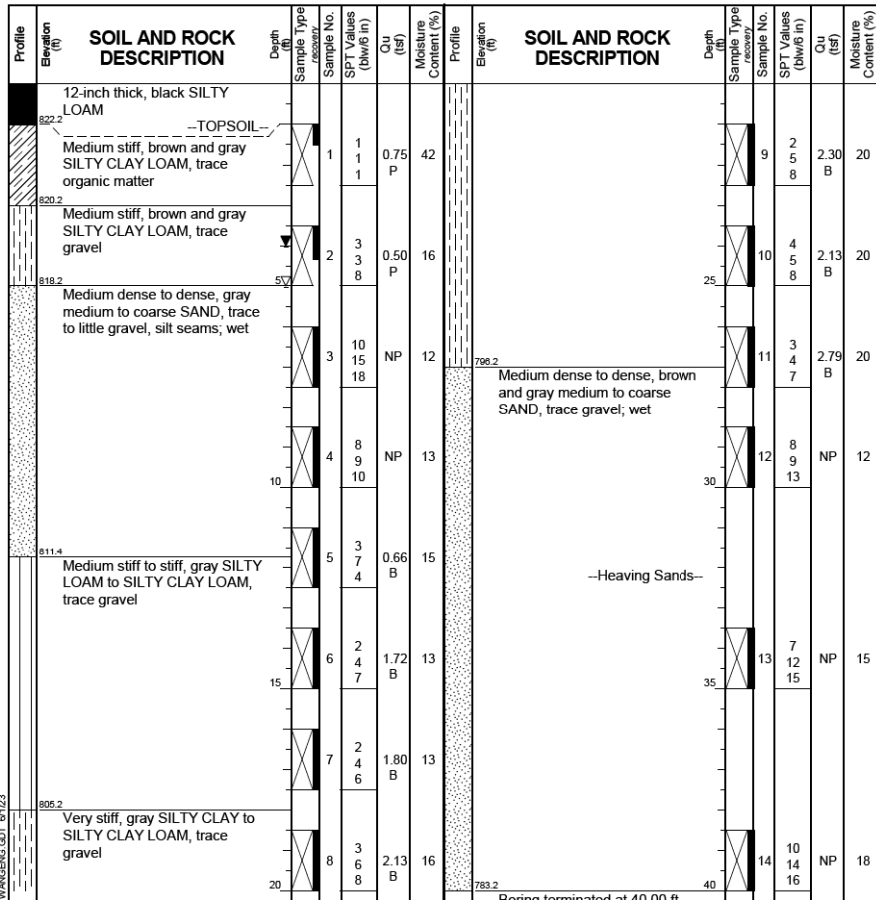 Profile
Elevation
(ft)
SOIL AND ROCK
DESCRIPTION
Depth
(ft)
Sample Type
recovery
Sample No.
SPT Values
(blw/6 in)
Qu
(tsf)
Moisture
Content (%)
12-inch thick, black SILTY
LOAM
822.2
--TOPSOIL--
Medium stiff, brown and gray
SILTY CLAY LOAM, trace
organic matter
1
1
1
1
0.75
P
42
820.2
Medium stiff, brown and gray
SILTY CLAY LOAM, trace
gravel
2
3
3
8
0.50
P
16
818.2
5
Medium dense to dense, gray
medium to coarse SAND, trace
to little gravel, silt seams; wet
3
10
15
18
NP
12
4
8
9
10
NP
13
10
811.4
5
3
7
4
0.66
B
15
Medium stiff to stiff, gray SILTY
LOAM to SILTY CLAY LOAM,
trace gravel
6
2
4
7
1.72
B
13
15
7
2
4
6
1.80
B
13
805.2
Very stiff, gray SILTY CLAY to
SILTY CLAY LOAM, trace
gravel
8
3
6
8
2.13
B
16
20
WANGENG.GDT 6/1/23
Profile
Elevation
(ft)
SOIL AND ROCK
DESCRIPTION
Depth
(ft)
Sample Type
recovery
Sample No.
SPT Values
(blw/6 in)
Qu
(tsf)
Moisture
Content (%)
9
2
5
8
2.30
B
20
10
4
5
8
2.13
B
20
25
11
3
4
7
2.79
B
20
796.2
Medium dense to dense, brown
and gray medium to coarse
SAND, trace gravel; wet
12
8
9
13
NP
12
30
--Heaving Sands--
13
7
12
15
NP
15
35
14
10
14
16
NP
18
40
783.2
Boring terminated at 40.00 ft